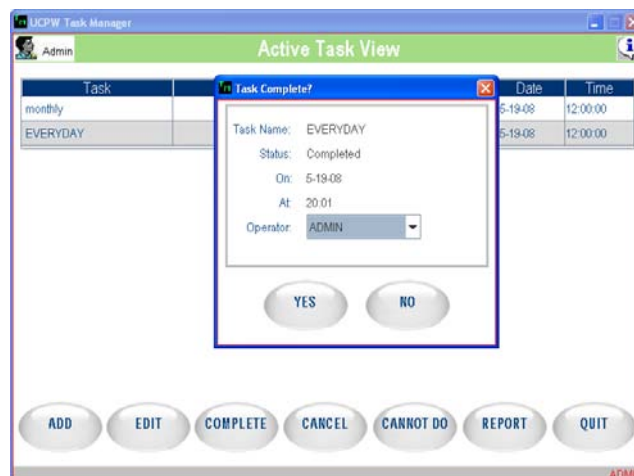 UCPW Task Manager
Admin
Active Task View
Task
Date
Time
monthly
5-19-08
12:00:00
EVERYDAY
5-19-08
12:00:00
Task Complete?
Task Name: EVERYDAY
Status: Completed
On: 5-19-08
At: 20:01
Operator: ADMIN
YES
NO
ADD
EDIT
COMPLETE
CANCEL
CANNOT DO
REPORT
QUIT